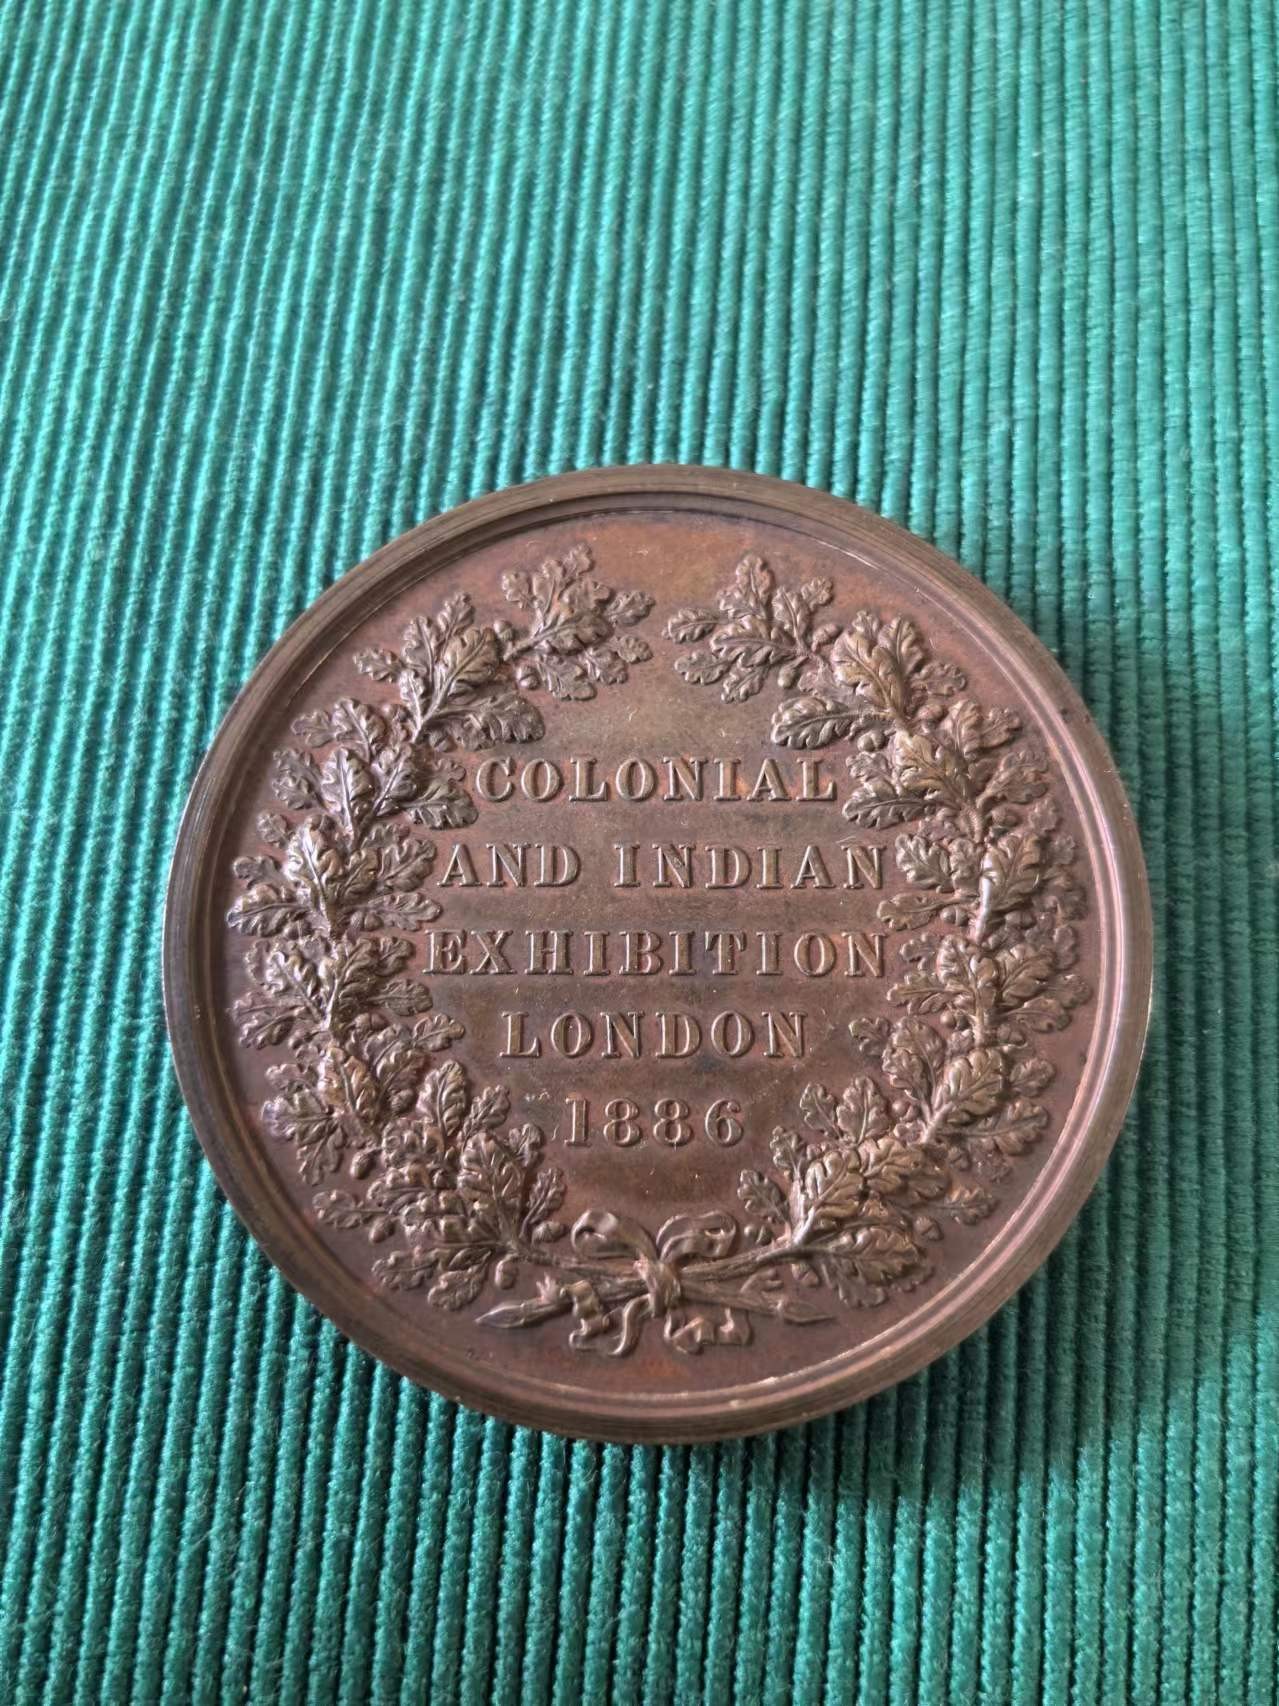 COLONIAL
AND INDIAN
EXHIBITION
LONDON
1886